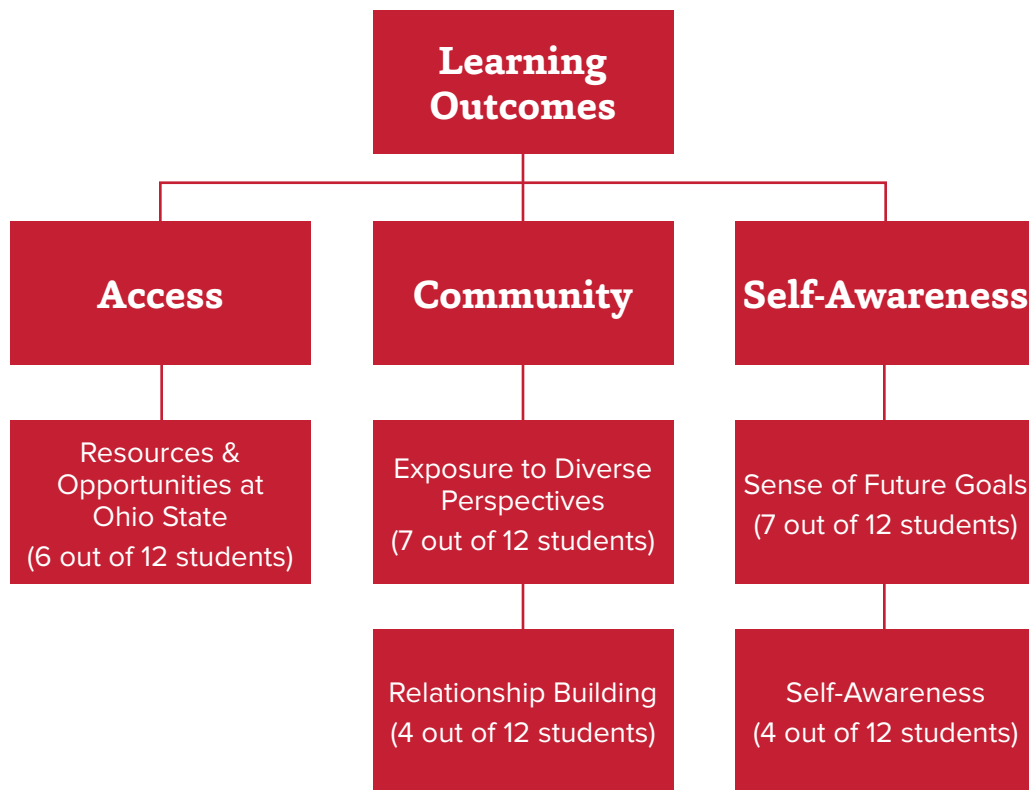 Learning
Outcomes
Access
Community
Self-Awareness
Resources &
Opportunities at
Ohio State
(6 out of 12 students)
Exposure to Diverse
Perspectives
(7 out of 12 students)
Sense of Future Goals
(7 out of 12 students)
Relationship Building
(4 out of 12 students)
Self-Awareness
(4 out of 12 students)